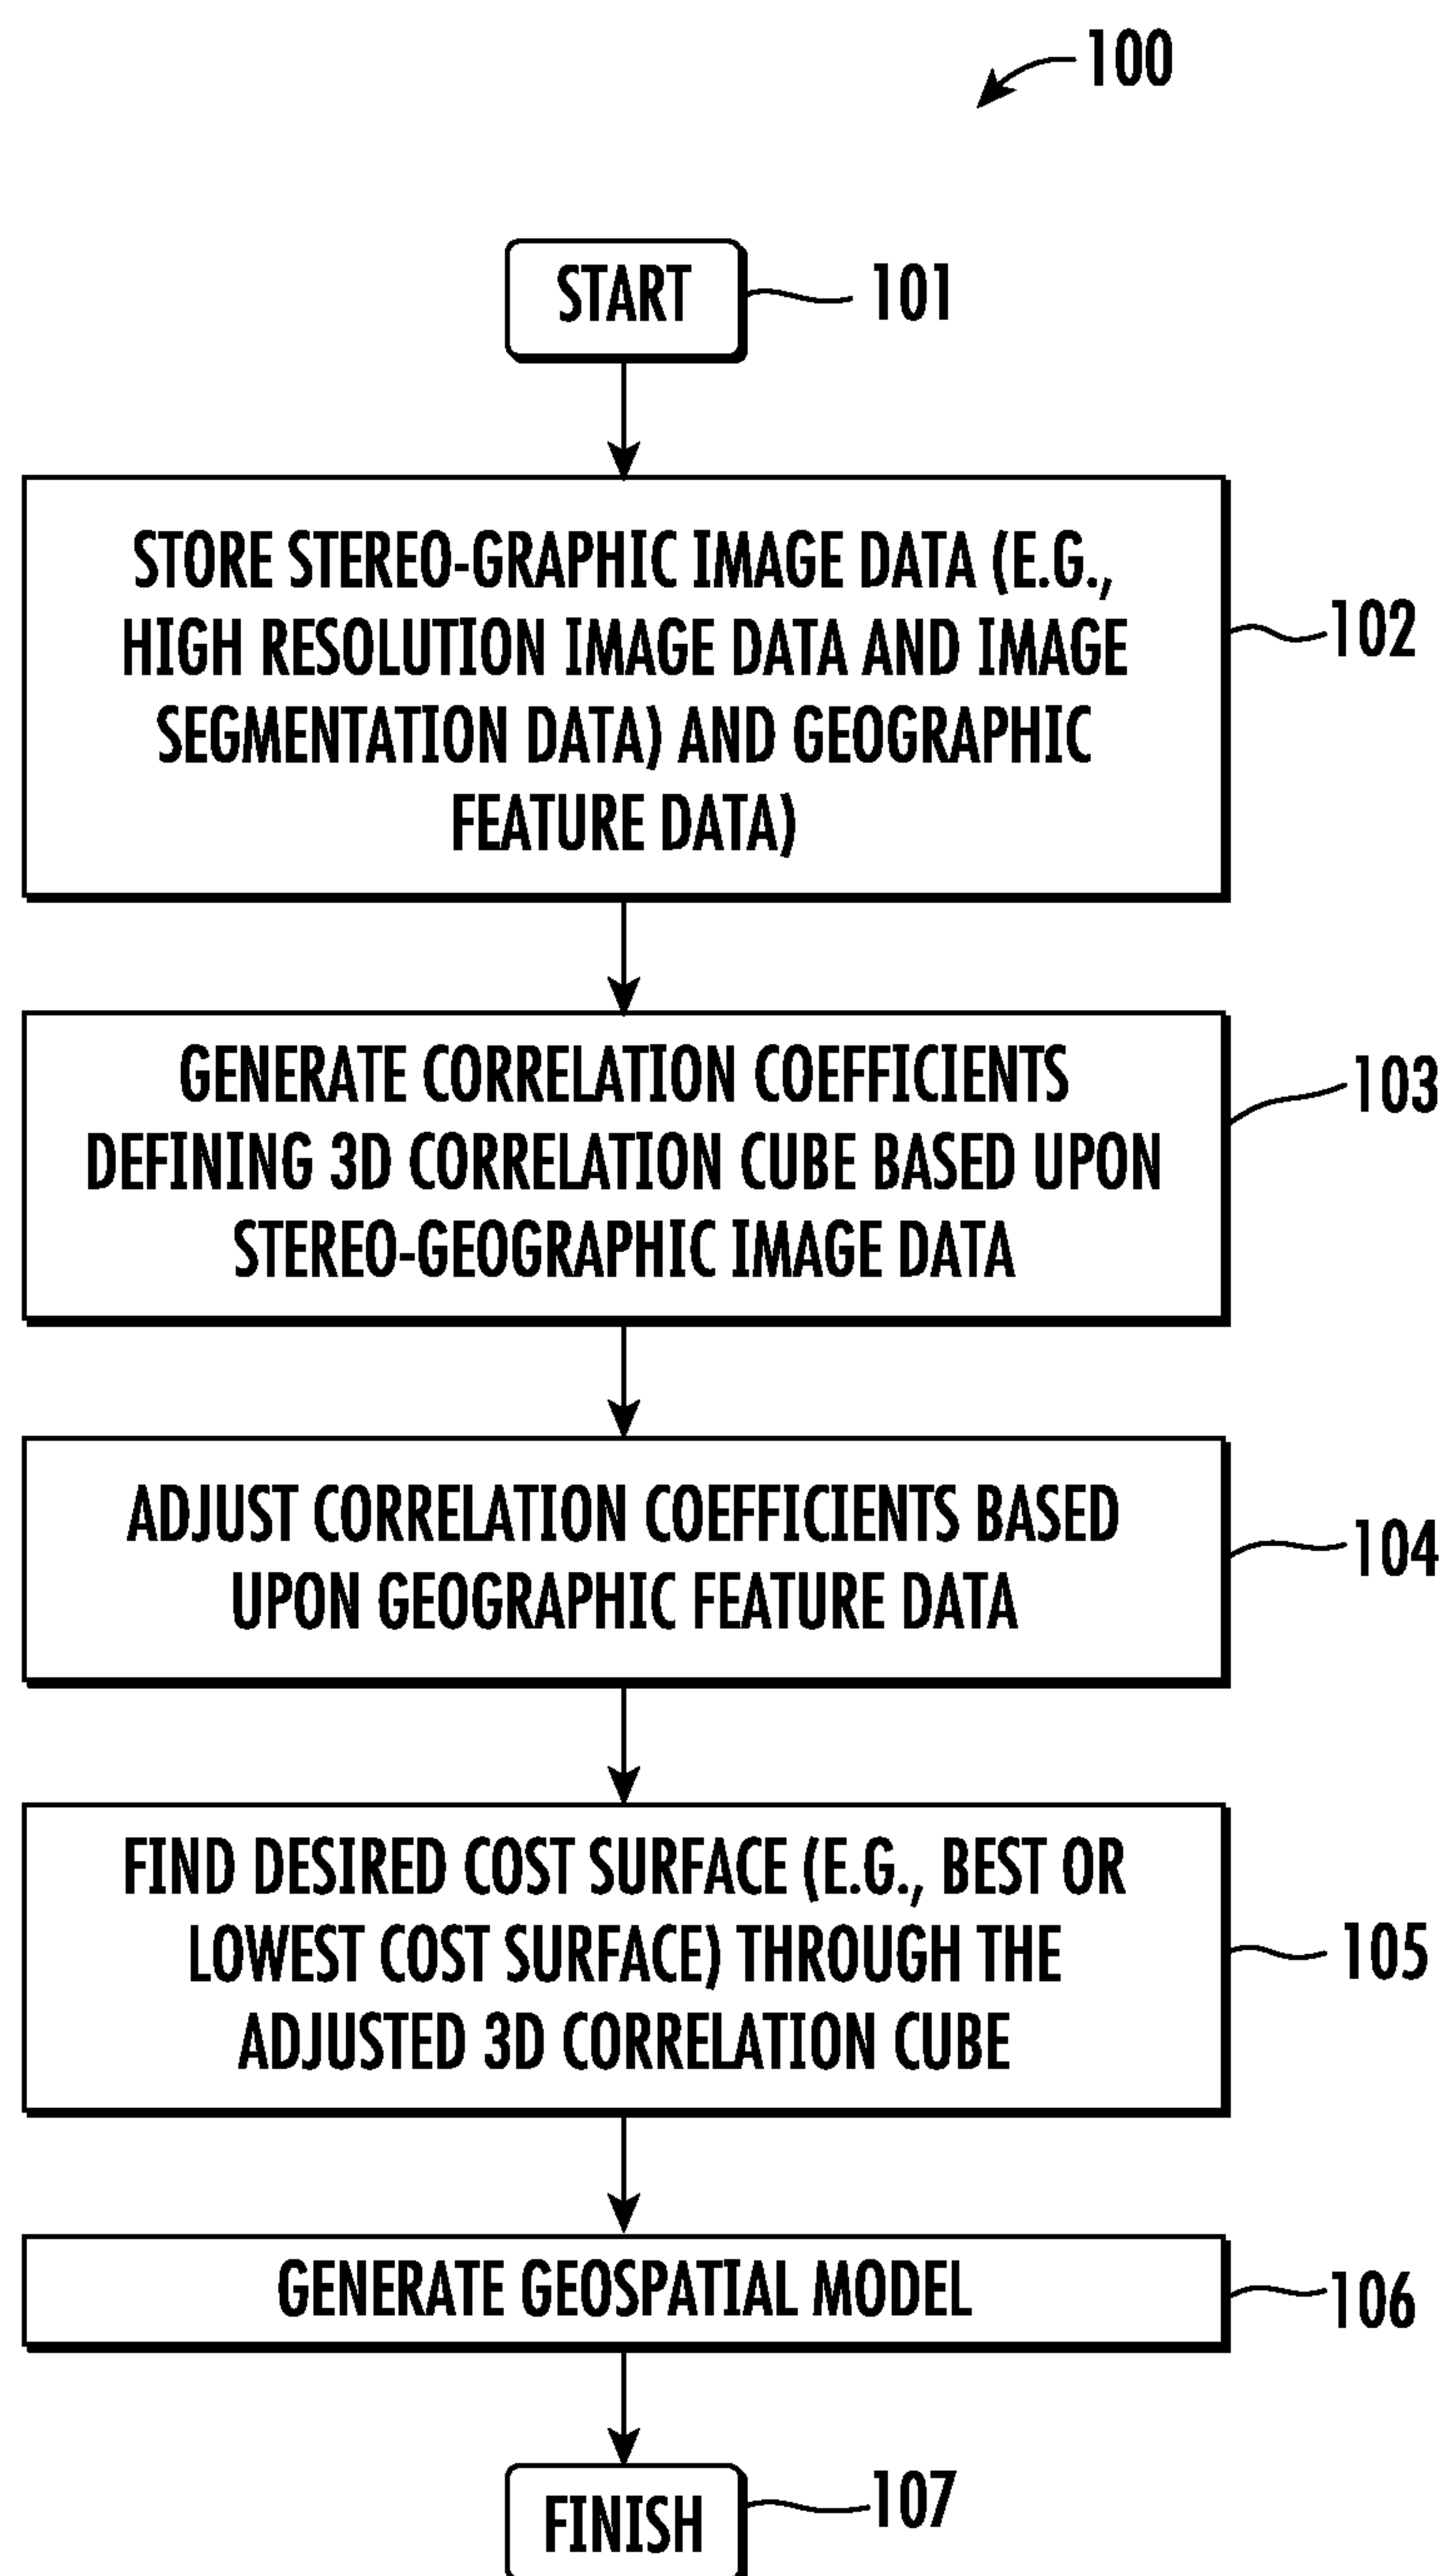 100
START
101
STORE STEREO-GRAPHIC IMAGE DATA (E.G.,
HIGH RESOLUTION IMAGE DATA AND IMAGE
SEGMENTATION DATA) AND GEOGRAPHIC
FEATURE DATA)
102
GENERATE CORRELATION COEFFICIENTS
DEFINING 3D CORRELATION CUBE BASED UPON
STEREO-GEOGRAPHIC IMAGE DATA
103
ADJUST CORRELATION COEFFICIENTS BASED
UPON GEOGRAPHIC FEATURE DATA
104
FIND DESIRED COST SURFACE (E.G., BEST OR
LOWEST COST SURFACE) THROUGH THE
ADJUSTED 3D CORRELATION CUBE
105
GENERATE GEOSPATIAL MODEL
106
FINISH
107